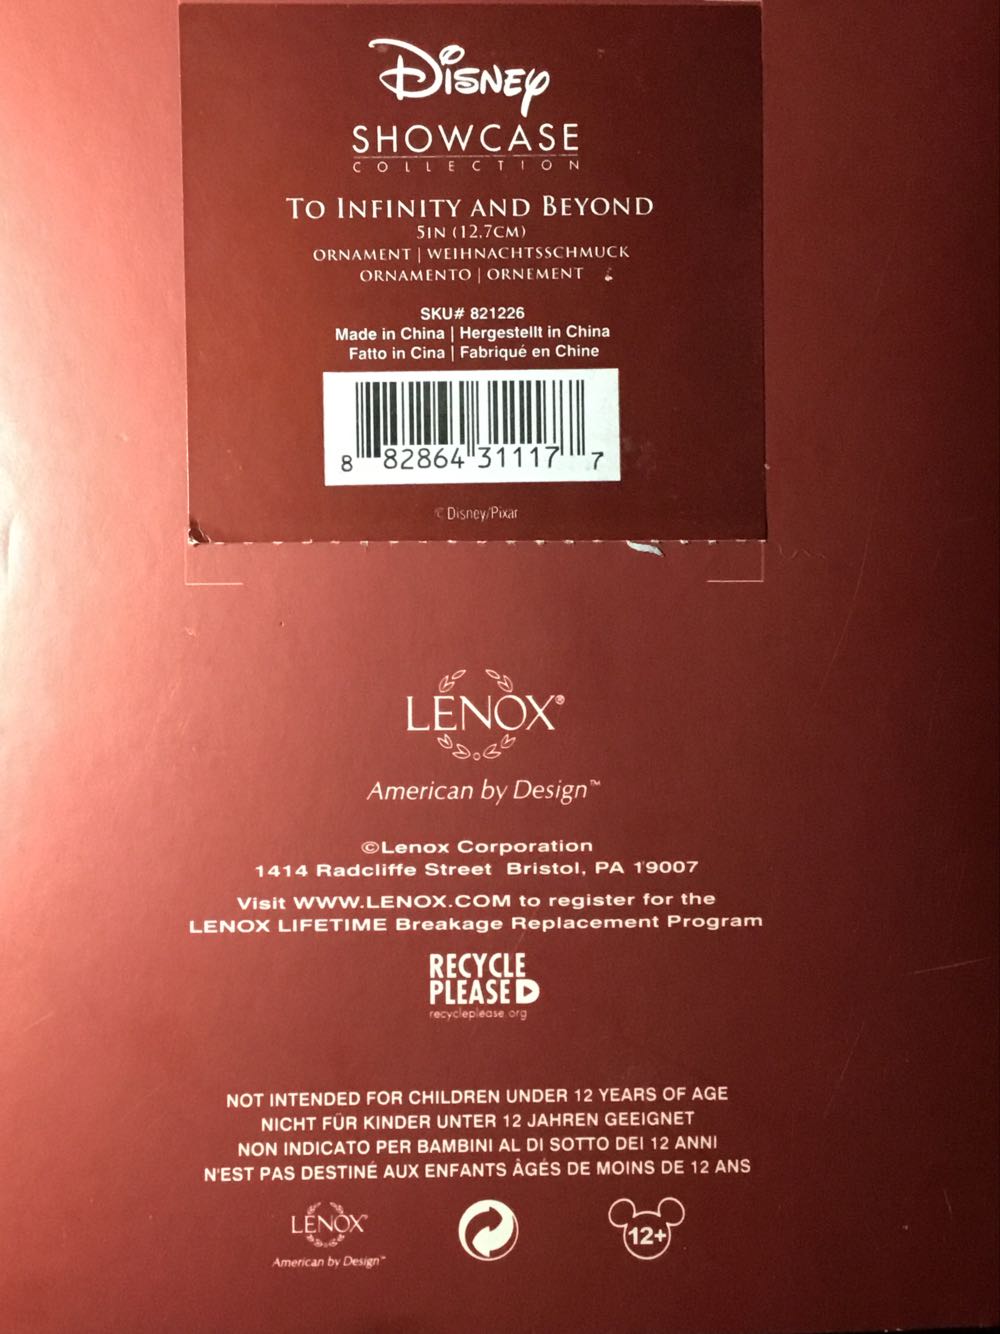 Disney
SHOWCASE
COLLECTION
TO INFINITY AND BEYOND
5IN (12,7CM)
ORNAMENT | WEIHNACHTSSCHMUCK
ORNAMENTO | ORNEMENT
SKU# 821226
Made in China | Hergestellt in China
Fatto in Cina | Fabriqué en Chine
8 82864 31117 7
© Disney/Pixar
LENOX®
American by Design™
©Lenox Corporation
1414 Radcliffe Street Bristol, PA 19007
Visit WWW.LENOX.COM to register for the
LENOX LIFETIME Breakage Replacement Program
RECYCLE
PLEASE
recycleplease.org
NOT INTENDED FOR CHILDREN UNDER 12 YEARS OF AGE
NICHT FÜR KINDER UNTER 12 JAHREN GEEIGNET
NON INDICATO PER BAMBINI AL DI SOTTO DEI 12 ANNI
N'EST PAS DESTINÉ AUX ENFANTS ÂGÉS DE MOINS DE 12 ANS
LENOX®
American by Design™
12+